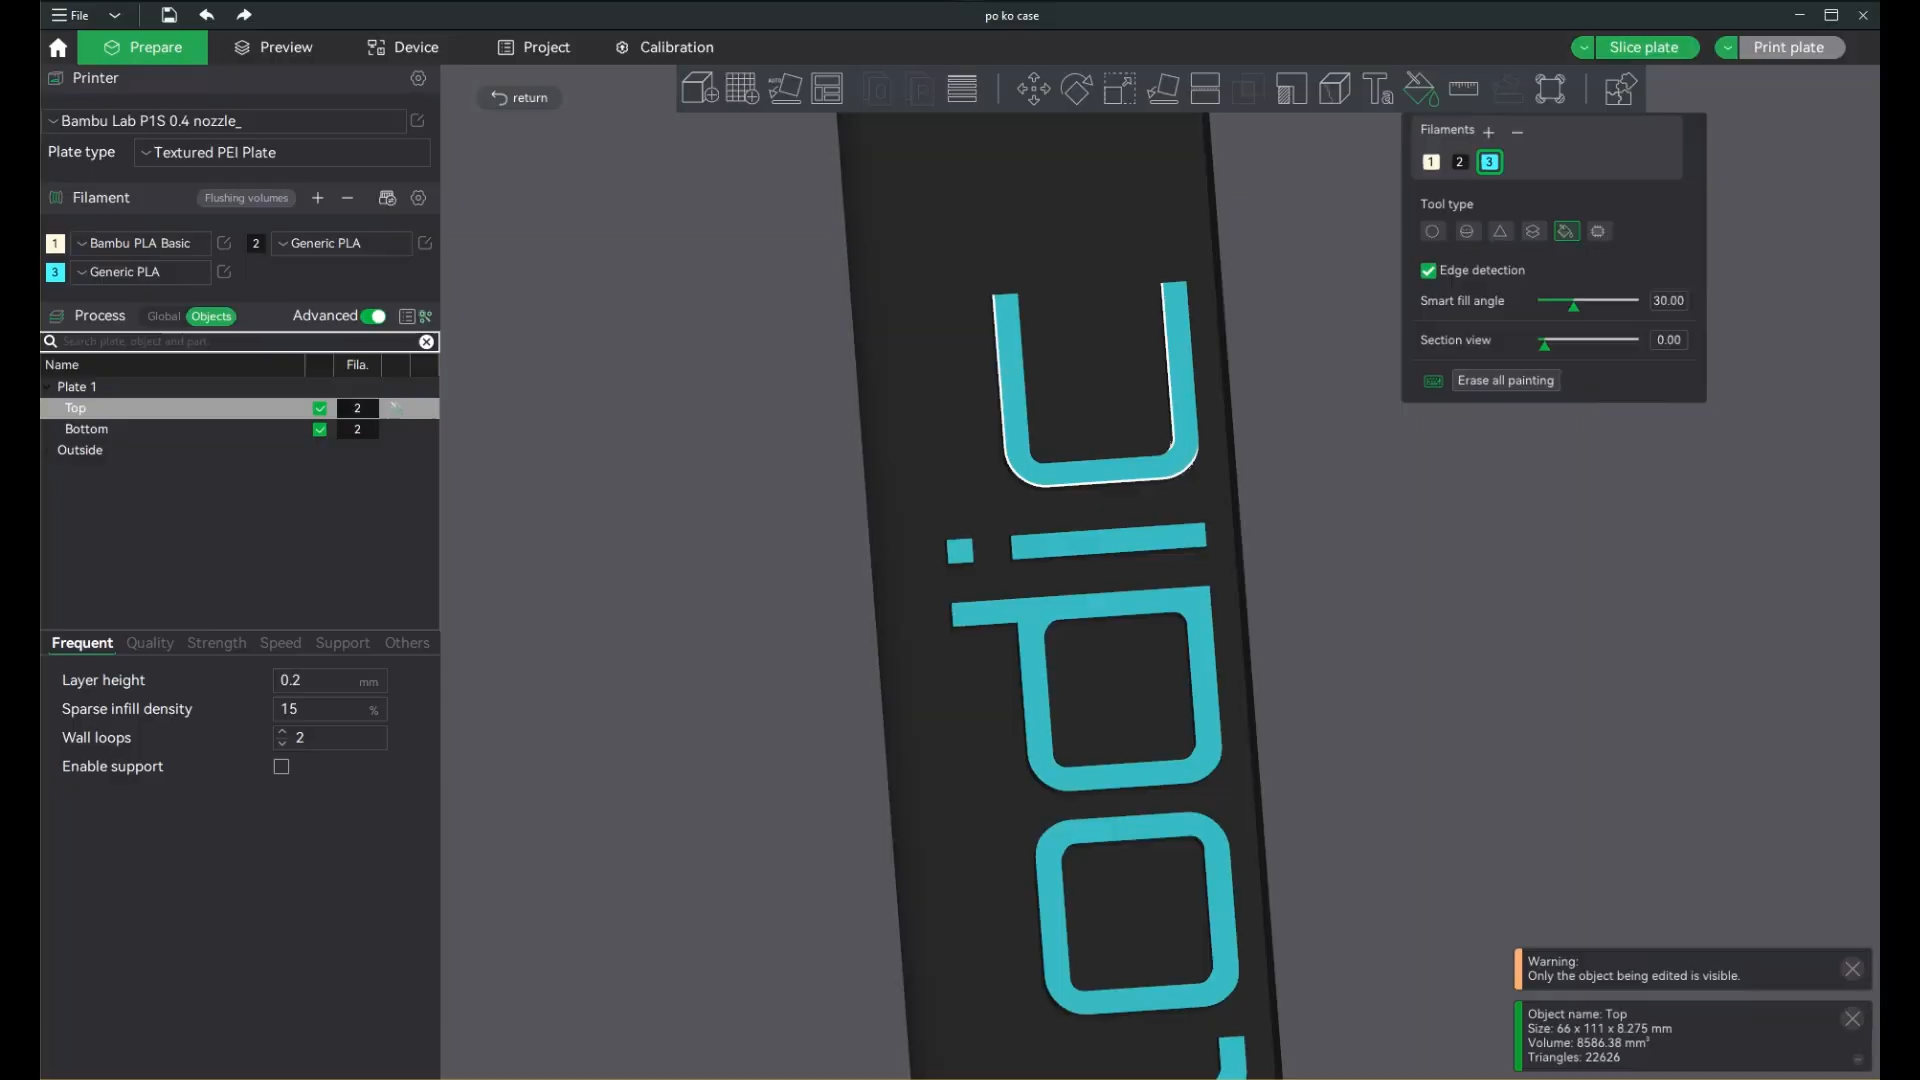 File
po ko case
Prepare
Preview
Device
Project
Calibration
Slice plate
Print plate
Printer
return
Bambu Lab P1S 0.4 nozzle_
Plate type
Textured PEI Plate
Filament
Flushing volumes
1
Bambu PLA Basic
2
Generic PLA
3
Generic PLA
Process
Global
Objects
Advanced
Search plate, object and part.
Name
Fila.
Plate 1
Top
2
Bottom
2
Outside
Frequent
Quality
Strength
Speed
Support
Others
Layer height
0.2
mm
Sparse infill density
15
%
Wall loops
2
Enable support
Filaments
1
2
3
Tool type
Edge detection
Smart fill angle
30.00
Section view
0.00
Erase all painting
Warning:
Only the object being edited is visible.
Object name: Top
Size: 66 x 111 x 8.275 mm
Volume: 8586.38 mm³
Triangles: 22626